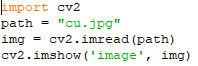 import cv2
path = "cu.jpg"
img = cv2.imread(path)
cv2.imshow('image', img)